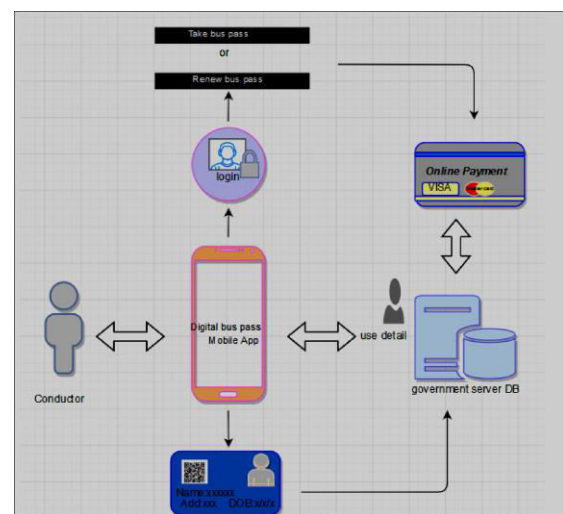 Take bus pass
or
Renew bus pass
login
Online Payment
VISA
Digital bus pass
Mobile App
use detail
Conductor
government server DB
Name:xxxxxx
Add:xxx DOB:x/x/x